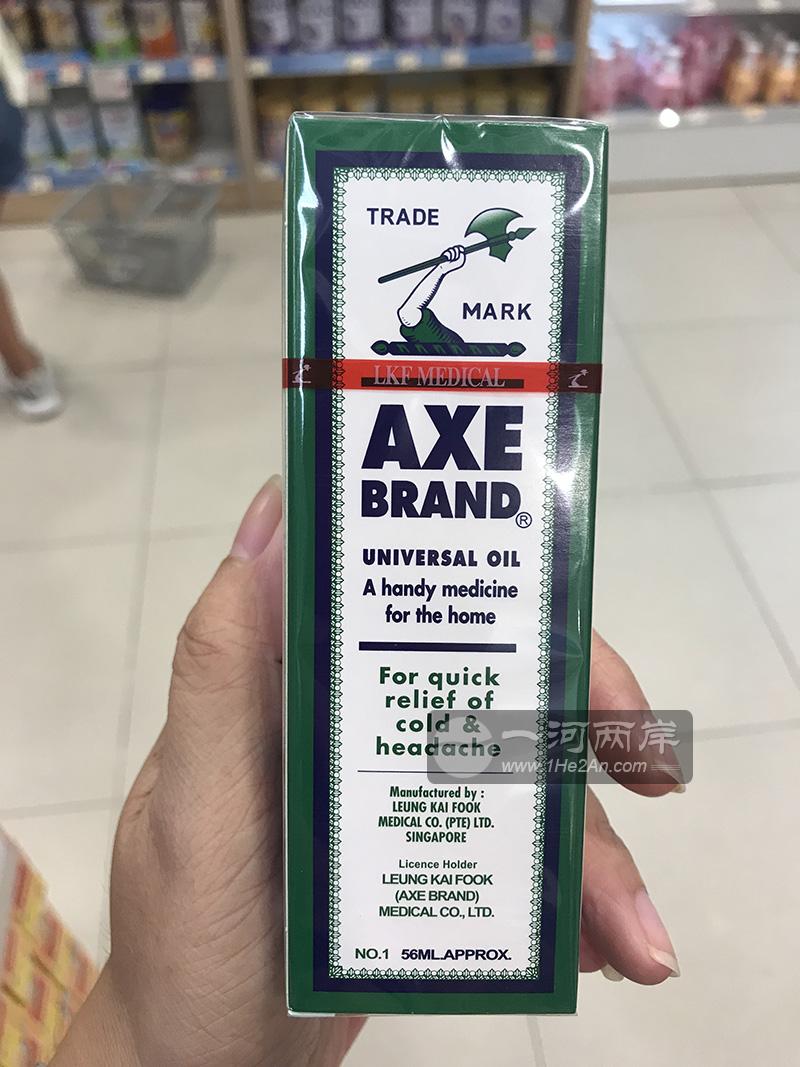 TRADE
MARK
LKF MEDICAL
AXE
BRAND®
UNIVERSAL OIL
A handy medicine
for the home
For quick
relief of
cold &
headache
一河两岸
www.1He2An.com
Manufactured by :
LEUNG KAI FOOK
MEDICAL CO. (PTE) LTD.
SINGAPORE
Licence Holder
LEUNG KAI FOOK
(AXE BRAND)
MEDICAL CO., LTD.
NO.1 56ML.APPROX.